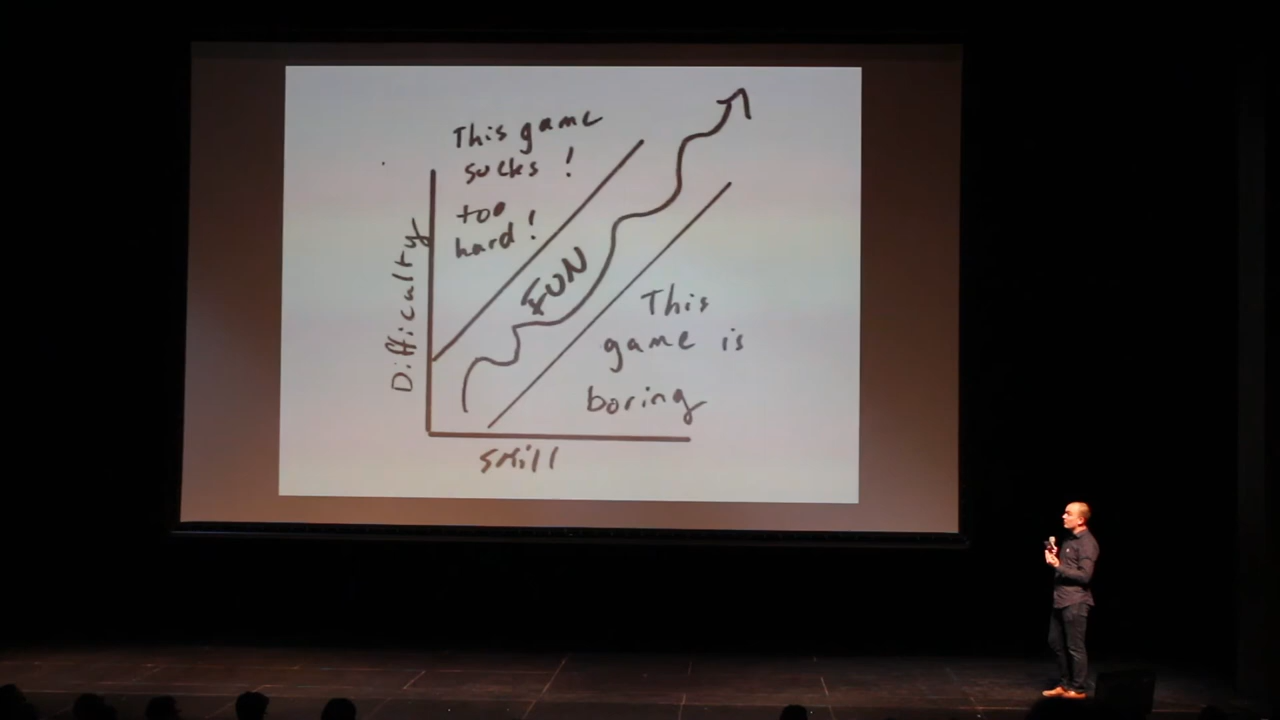 This game
sucks!
too
hard!
Difficulty
FUN
This
game is
boring
Skill